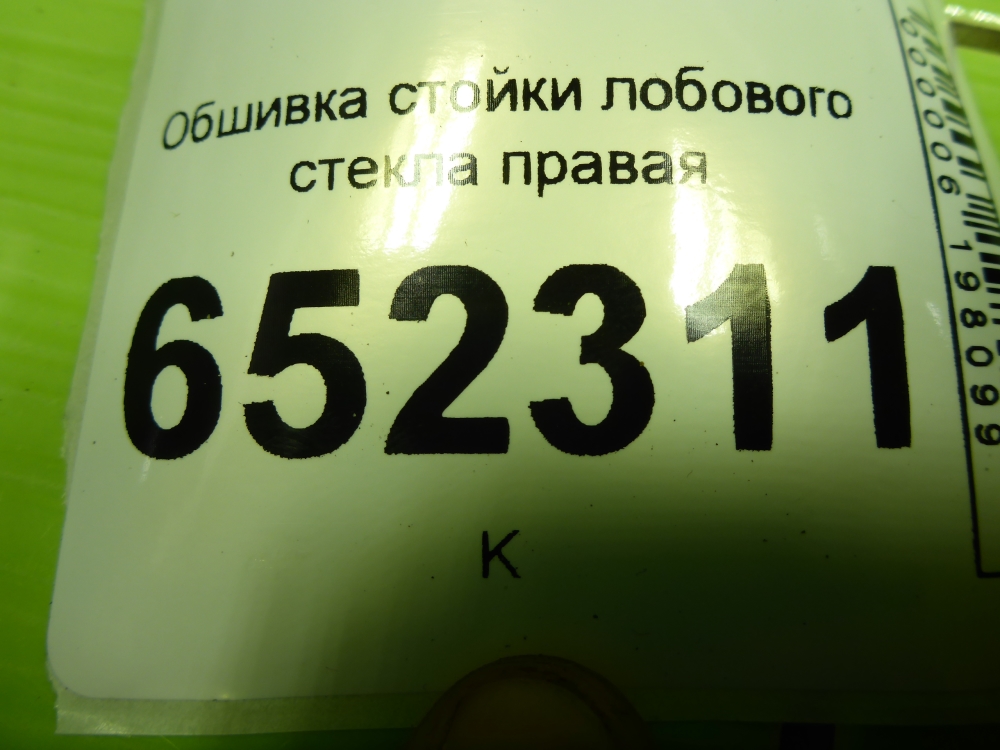 Обшивка стойки лобового
стекла правая
652311
К